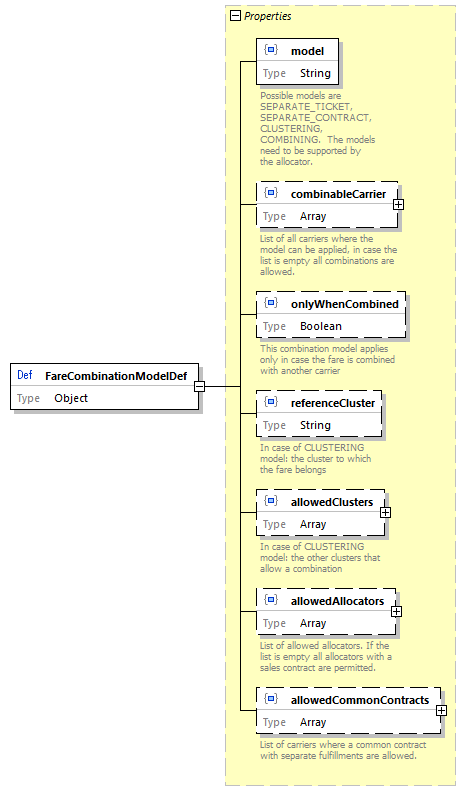 Properties
model
Type String
Possible models are
SEPARATE_TICKET,
SEPARATE_CONTRACT,
CLUSTERING,
COMBINING.  The models
need to be supported by
the allocator.
combinableCarrier
Type Array
List of all carriers where the
model can be applied, in case the
list is empty all combinations are
allowed.
onlyWhenCombined
Type Boolean
This combination model applies
only in case the fare is combined
with another carrier
Def FareCombinationModelDef
Type Object
referenceCluster
Type String
In case of CLUSTERING
model: the cluster to which
the fare belongs
allowedClusters
Type Array
In case of CLUSTERING
model: the other clusters that
allow a combination
allowedAllocators
Type Array
List of allowed allocators. If the
list is empty all allocators with a
sales contract are permitted.
allowedCommonContracts
Type Array
List of carriers where a common contract
with separate fulfillments are allowed.